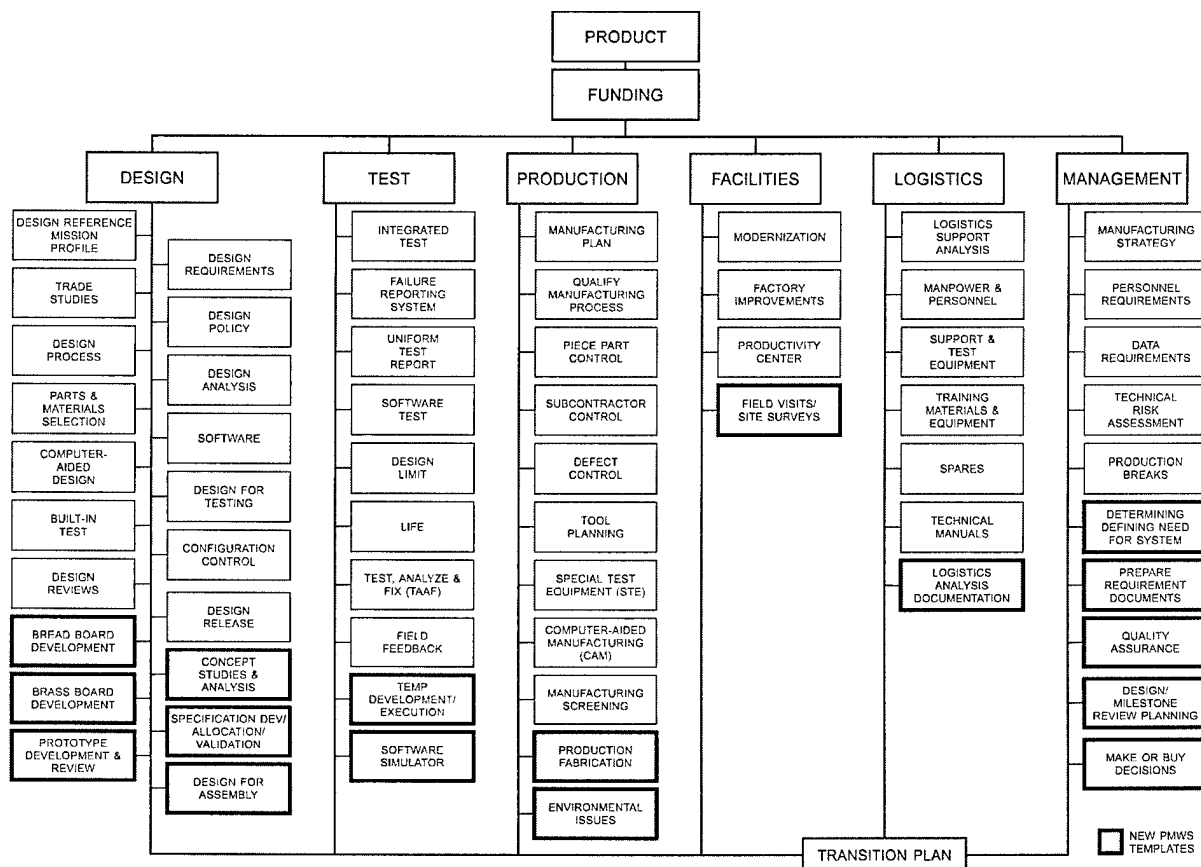 PRODUCT
FUNDING
DESIGN
DESIGN REFERENCE
MISSION
PROFILE
TRADE
STUDIES
DESIGN
PROCESS
PARTS &
MATERIALS
SELECTION
COMPUTER-
AIDED
DESIGN
BUILT-IN
TEST
DESIGN
REVIEWS
BREAD BOARD
DEVELOPMENT
BRASS BOARD
DEVELOPMENT
PROTOTYPE
DEVELOPMENT &
REVIEW
DESIGN
REQUIREMENTS
DESIGN
POLICY
DESIGN
ANALYSIS
SOFTWARE
DESIGN FOR
TESTING
CONFIGURATION
CONTROL
DESIGN
RELEASE
CONCEPT
STUDIES &
ANALYSIS
SPECIFICATION DEV/
ALLOCATION/
VALIDATION
DESIGN FOR
ASSEMBLY
TEST
INTEGRATED
TEST
FAILURE
REPORTING
SYSTEM
UNIFORM
TEST
REPORT
SOFTWARE
TEST
DESIGN
LIMIT
LIFE
TEST, ANALYZE &
FIX (TAAF)
FIELD
FEEDBACK
TEMP
DEVELOPMENT/
EXECUTION
SOFTWARE
SIMULATOR
PRODUCTION
MANUFACTURING
PLAN
QUALIFY
MANUFACTURING
PROCESS
PIECE PART
CONTROL
SUBCONTRACTOR
CONTROL
DEFECT
CONTROL
TOOL
PLANNING
SPECIAL TEST
EQUIPMENT (STE)
COMPUTER-AIDED
MANUFACTURING
(CAM)
MANUFACTURING
SCREENING
PRODUCTION
FABRICATION
ENVIRONMENTAL
ISSUES
FACILITIES
MODERNIZATION
FACTORY
IMPROVEMENTS
PRODUCTIVITY
CENTER
FIELD VISITS/
SITE SURVEYS
LOGISTICS
LOGISTICS
SUPPORT
ANALYSIS
MANPOWER &
PERSONNEL
SUPPORT &
TEST
EQUIPMENT
TRAINING
MATERIALS &
EQUIPMENT
SPARES
TECHNICAL
MANUALS
LOGISTICS
ANALYSIS
DOCUMENTATION
MANAGEMENT
MANUFACTURING
STRATEGY
PERSONNEL
REQUIREMENTS
DATA
REQUIREMENTS
TECHNICAL
RISK
ASSESSMENT
PRODUCTION
BREAKS
DETERMINING
DEFINING NEED
FOR SYSTEM
PREPARE
REQUIREMENT
DOCUMENTS
QUALITY
ASSURANCE
DESIGN/
MILESTONE
REVIEW PLANNING
MAKE OR BUY
DECISIONS
TRANSITION PLAN
NEW PMWS
TEMPLATES